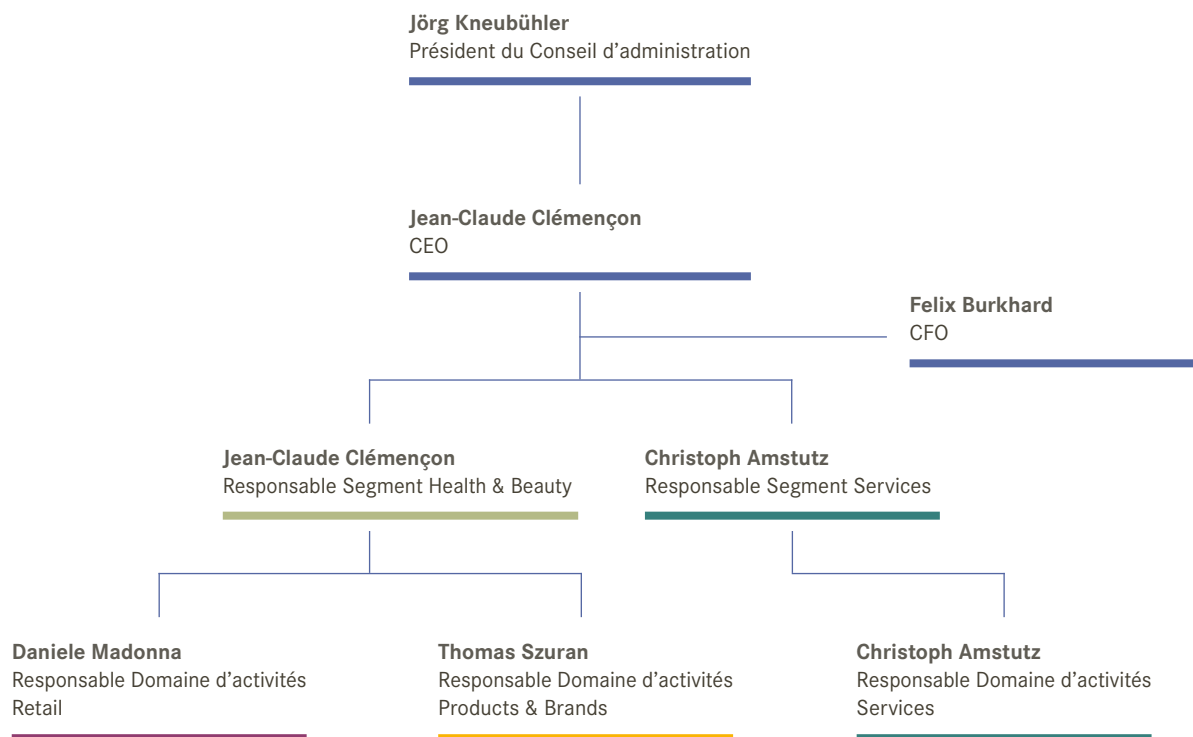 Jörg Kneubühler
Président du Conseil d’administration
Jean-Claude Clémençon
CEO
Felix Burkhard
CFO
Jean-Claude Clémençon
Responsable Segment Health & Beauty
Christoph Amstutz
Responsable Segment Services
Daniele Madonna
Responsable Domaine d’activités
Retail
Thomas Szuran
Responsable Domaine d’activités
Products & Brands
Christoph Amstutz
Responsable Domaine d’activités
Services